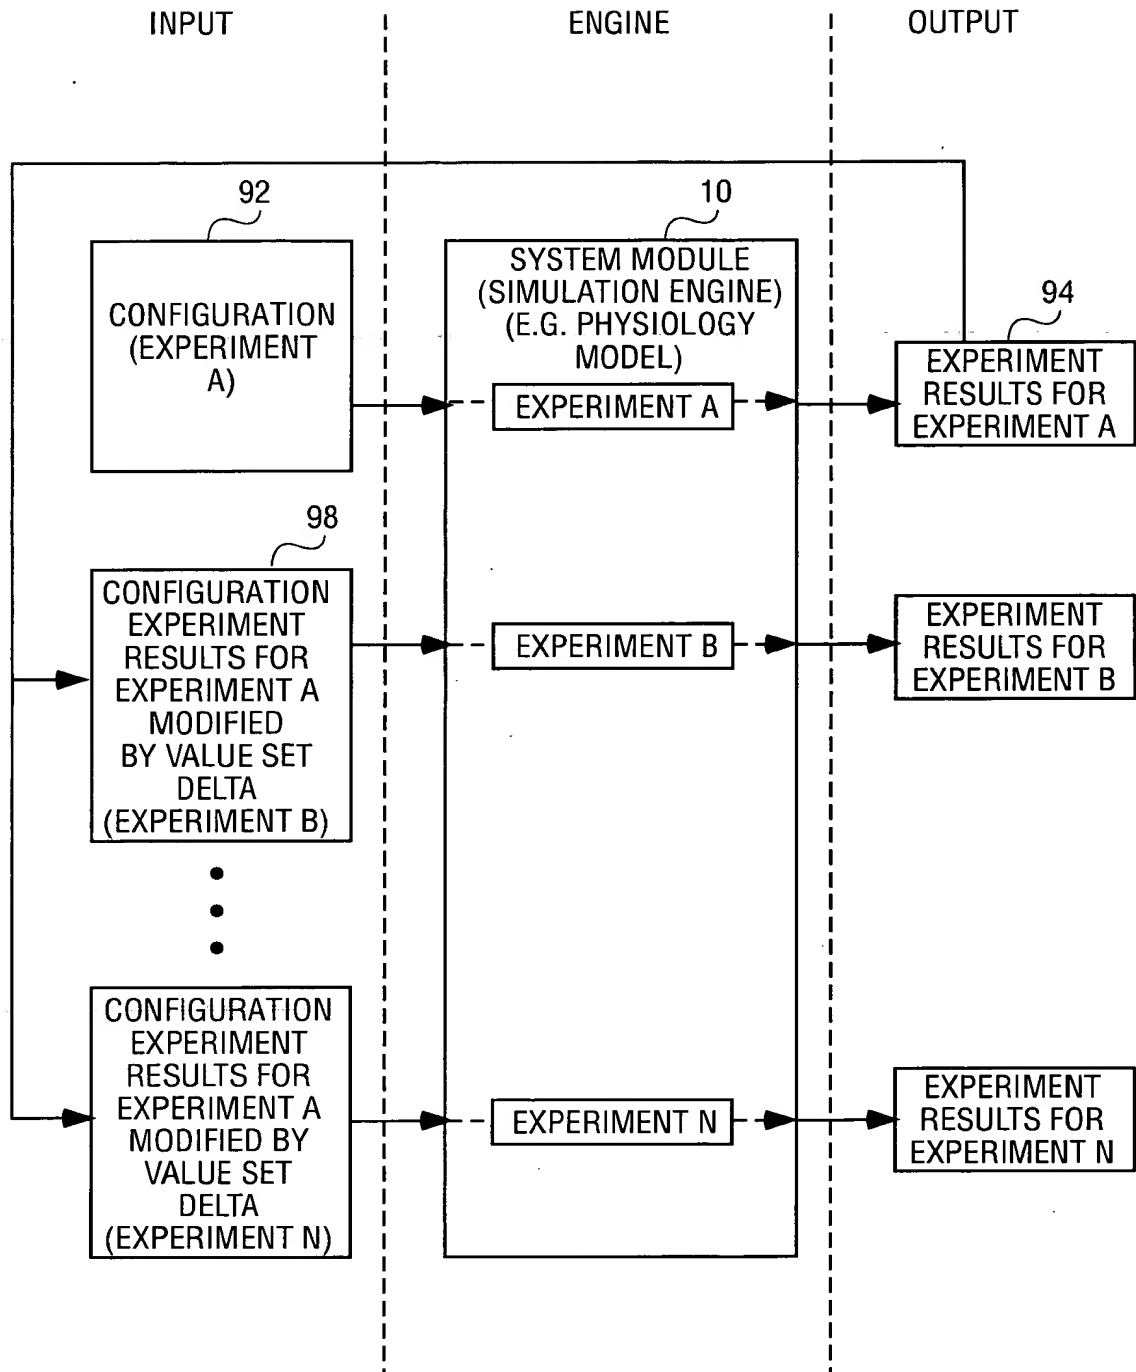 INPUT
ENGINE
OUTPUT
92
CONFIGURATION
(EXPERIMENT
A)
10
SYSTEM MODULE
(SIMULATION ENGINE)
(E.G. PHYSIOLOGY
MODEL)
EXPERIMENT A
94
EXPERIMENT
RESULTS FOR
EXPERIMENT A
98
CONFIGURATION
EXPERIMENT
RESULTS FOR
EXPERIMENT A
MODIFIED
BY VALUE SET
DELTA
(EXPERIMENT B)
EXPERIMENT B
EXPERIMENT
RESULTS FOR
EXPERIMENT B
CONFIGURATION
EXPERIMENT
RESULTS FOR
EXPERIMENT A
MODIFIED BY
VALUE SET
DELTA
(EXPERIMENT N)
EXPERIMENT N
EXPERIMENT
RESULTS FOR
EXPERIMENT N